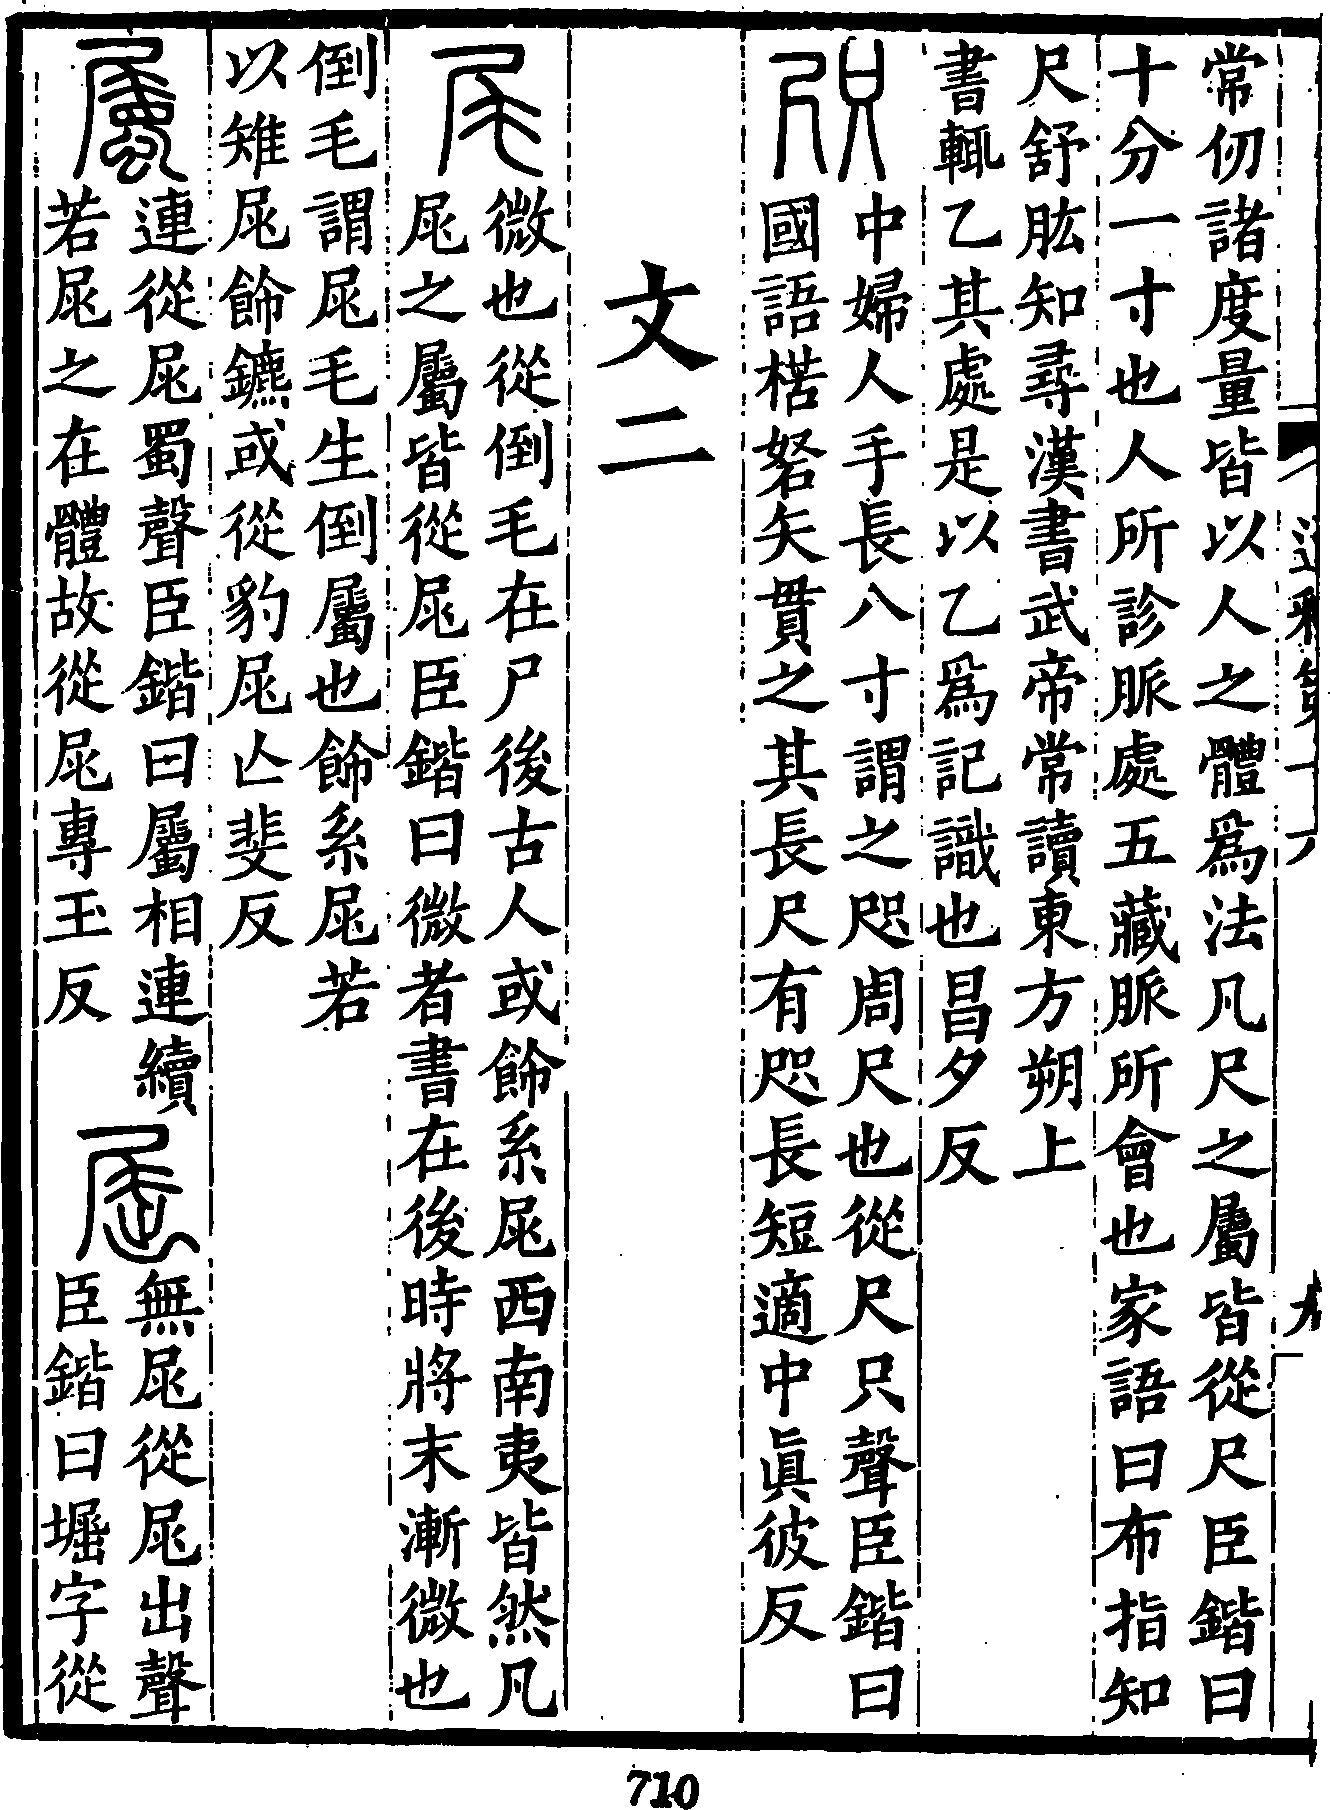 常仞諸度量皆以人之體爲法凡尺之屬皆從尺臣鍇曰
十分一寸也人所診脈處五藏脈所會也家語曰布指知
尺舒肱知尋漢書武帝常讀東方朔上
書輒乙其處是以乙爲記識也昌夕反
咫
中婦人手長八寸謂之咫周尺也從尺只聲臣鍇曰
國語楛砮矢貫之其長尺有咫長短適中眞彼反
文二
尾
微也從倒毛在尸後古人或飾系尾西南夷皆然凡
尾之屬皆從尾臣鍇曰微者書在後時將末漸微也
倒毛謂尾毛生倒屬也飾系尾若
以雉尾飾鑣或從豹尾亾斐反
屬
連從尾蜀聲臣鍇曰屬相連續
若尾之在體故從尾專玉反
屈
無尾從尾出聲
臣鍇曰堀字從
710